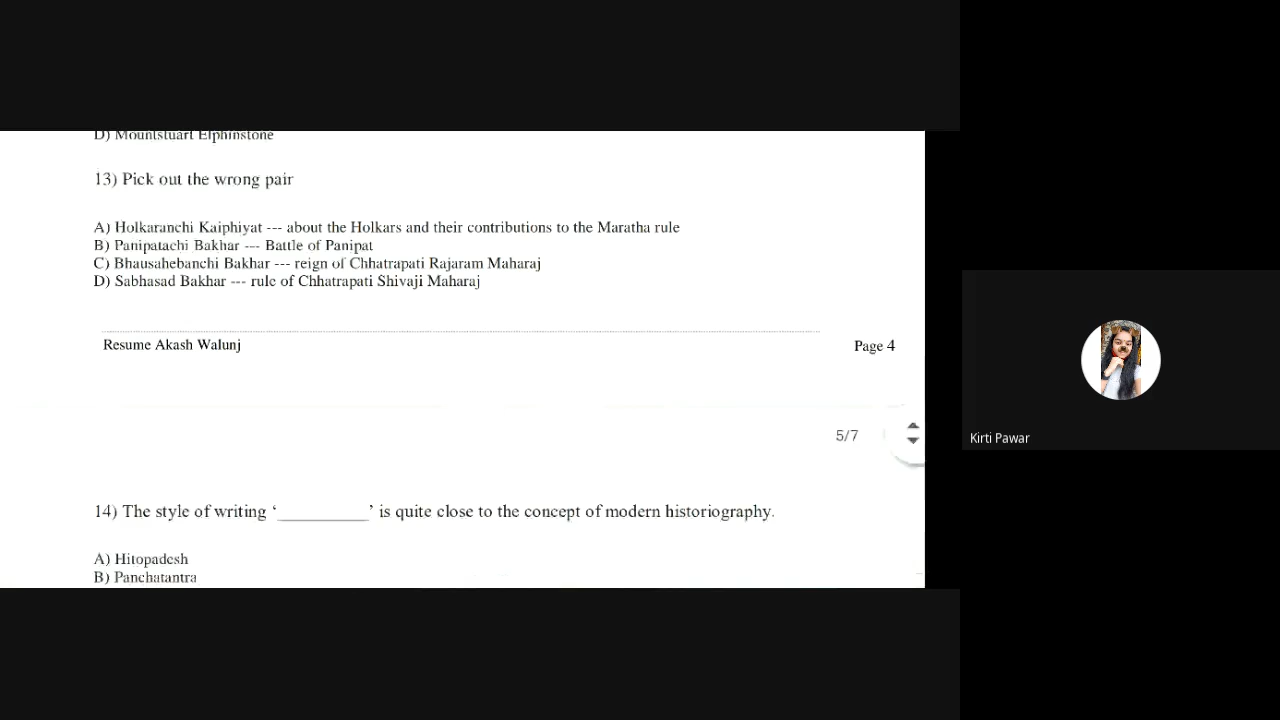 D) Mountstuart Elphinstone
13) Pick out the wrong pair
A) Holkaranchi Kaiphiyat --- about the Holkars and their contributions to the Maratha rule
B) Panipatachi Bakhar --- Battle of Panipat
C) Bhausahebanchi Bakhar --- reign of Chhatrapati Rajaram Maharaj
D) Sabhasad Bakhar --- rule of Chhatrapati Shivaji Maharaj
Resume Akash Walunj
Page 4
5/7
14) The style of writing ‘__________’ is quite close to the concept of modern historiography.
A) Hitopadesh
B) Panchatantra
Kirti Pawar